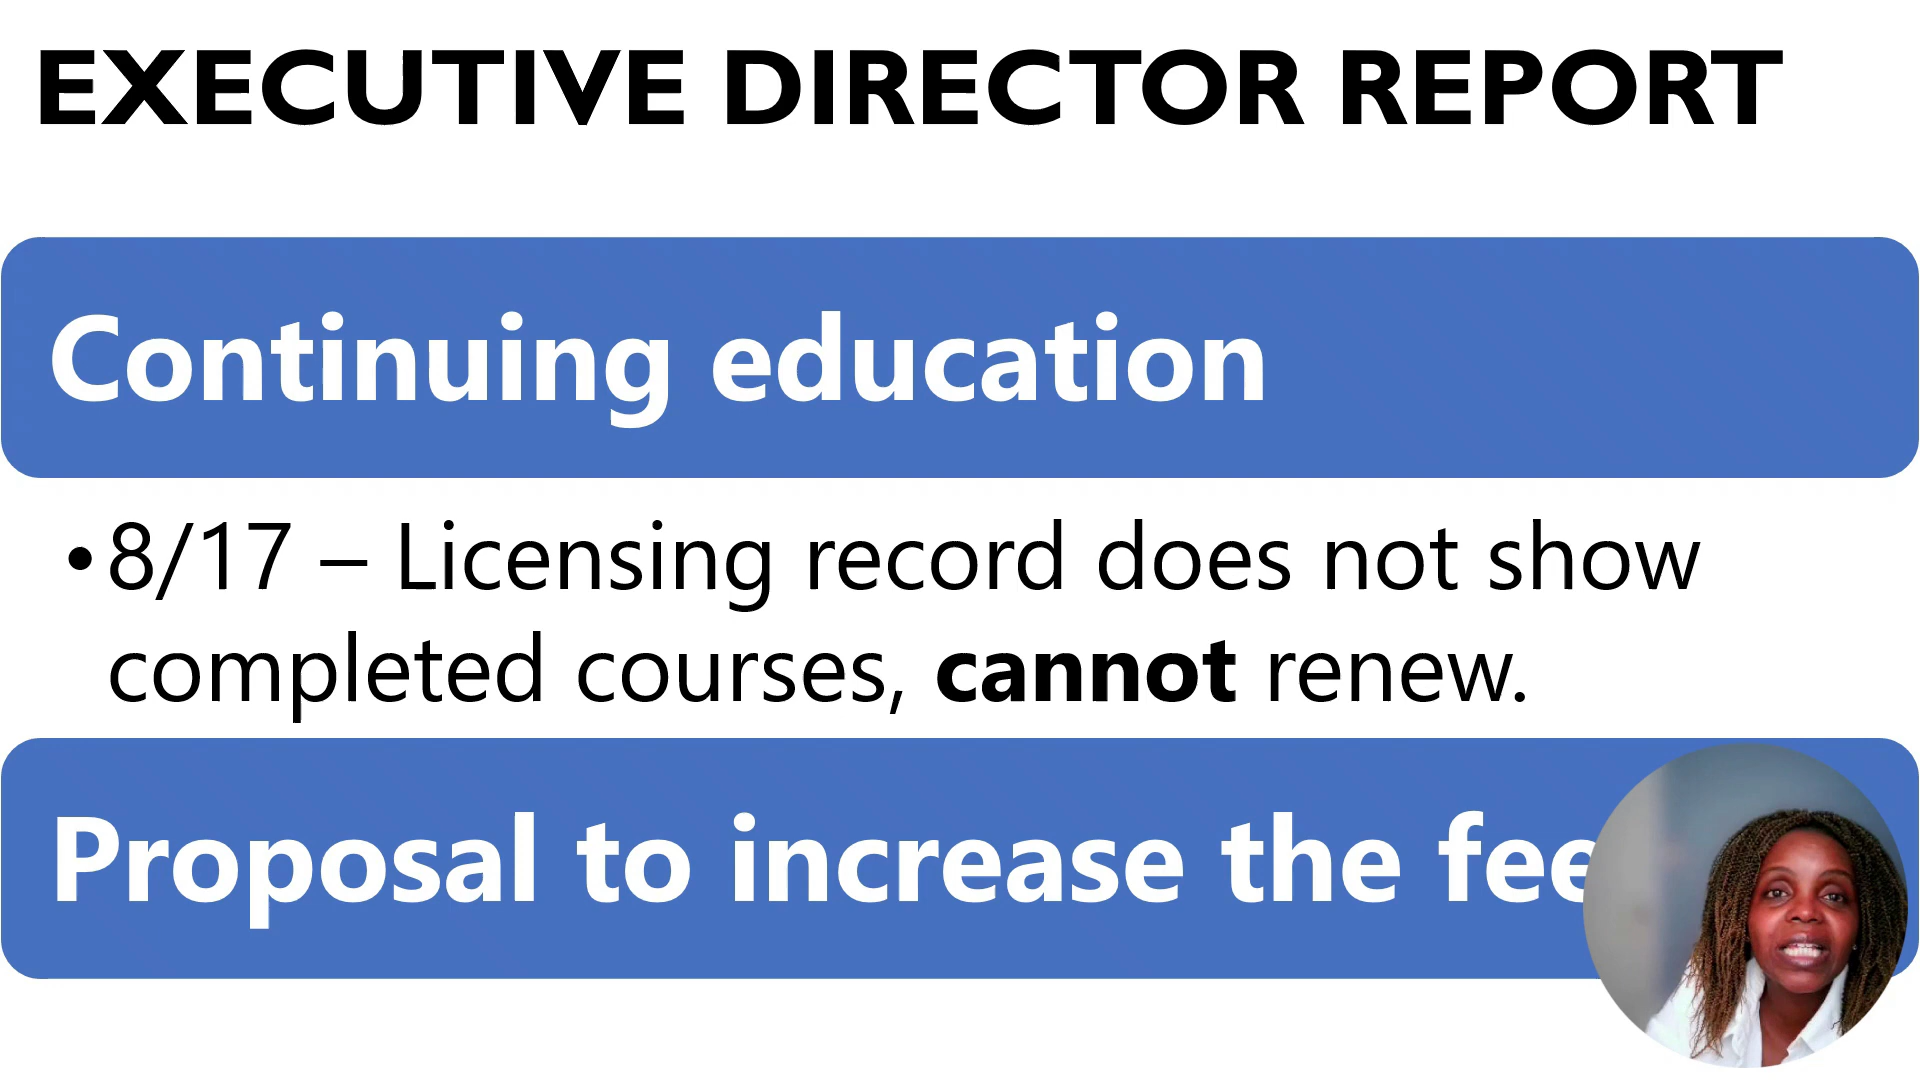 EXECUTIVE DIRECTOR REPORT
Continuing education
•8/17 – Licensing record does not show
completed courses, cannot renew.
Proposal to increase the fee